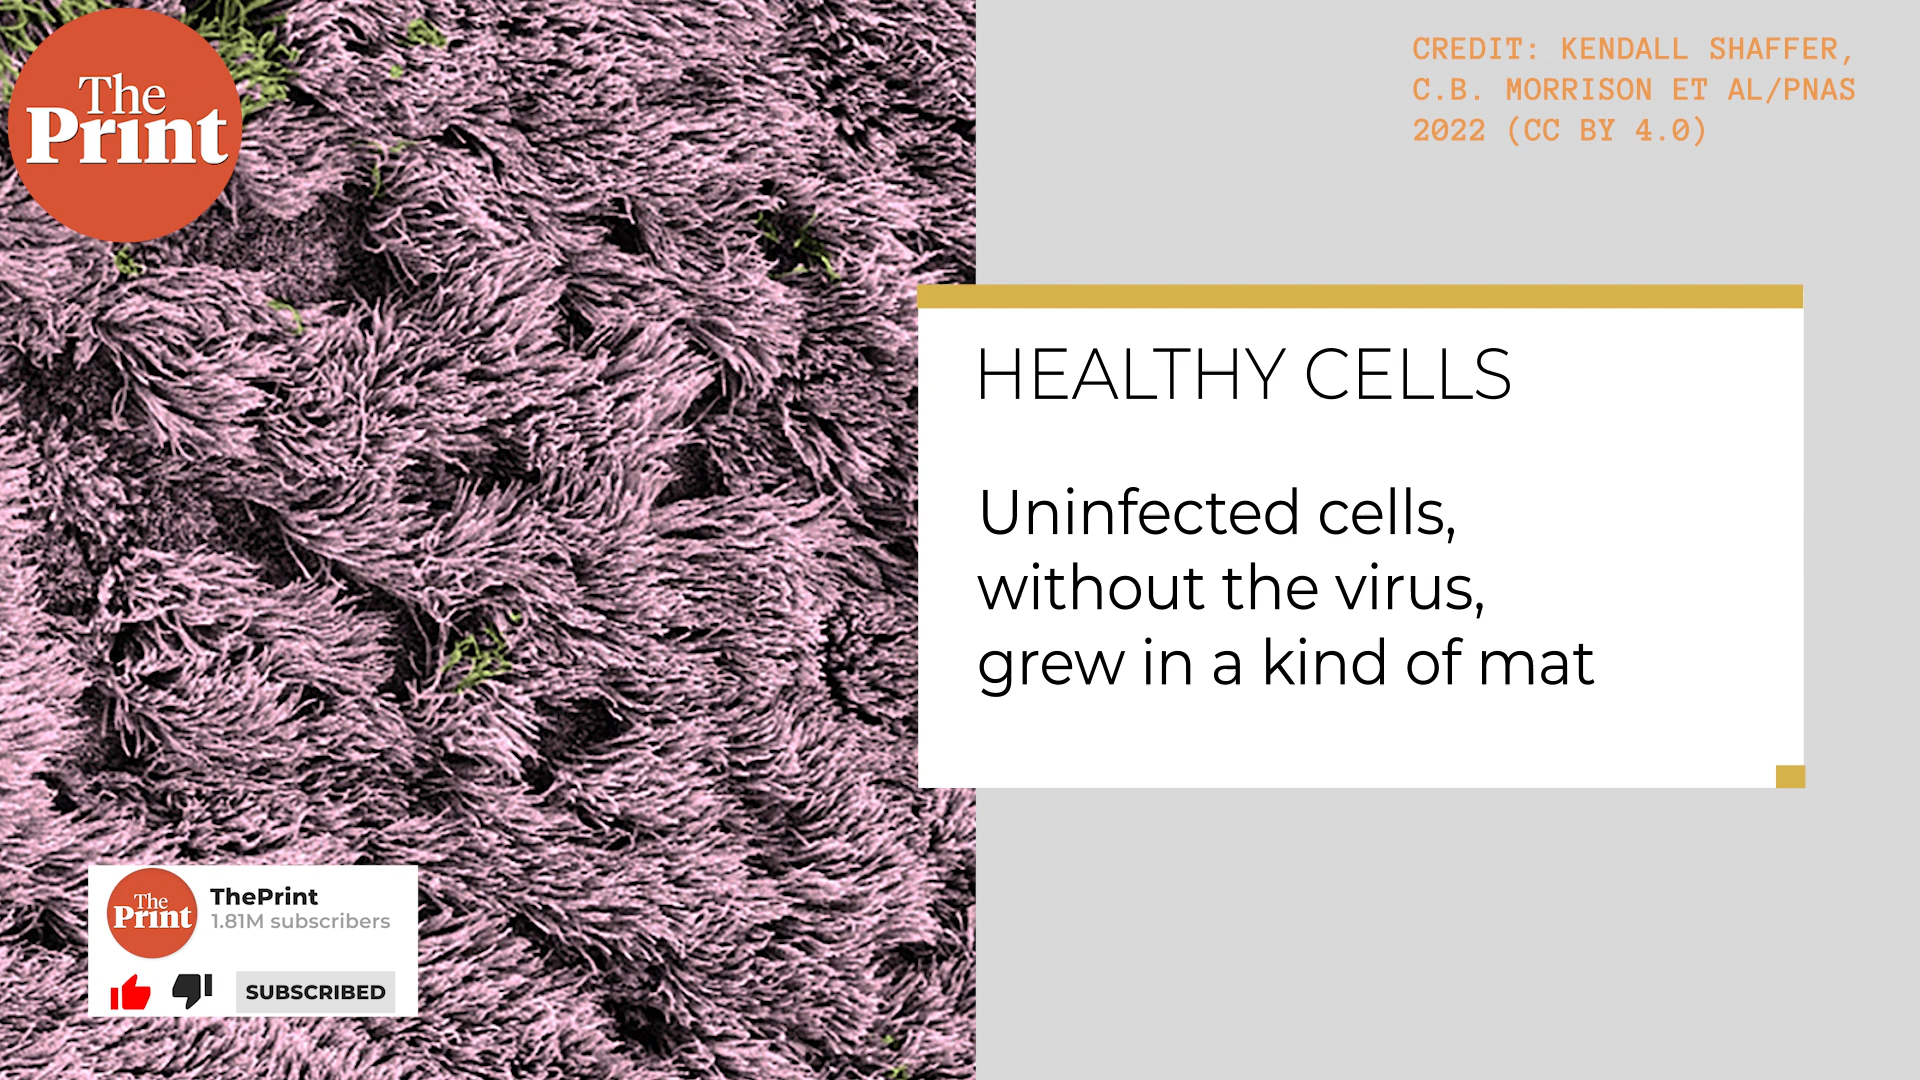 The
Print
CREDIT: KENDALL SHAFFER,
C.B. MORRISON ET AL/PNAS
2022 (CC BY 4.0)
HEALTHY CELLS
Uninfected cells,
without the virus,
grew in a kind of mat
The
Print
ThePrint
1.81M subscribers
SUBSCRIBED